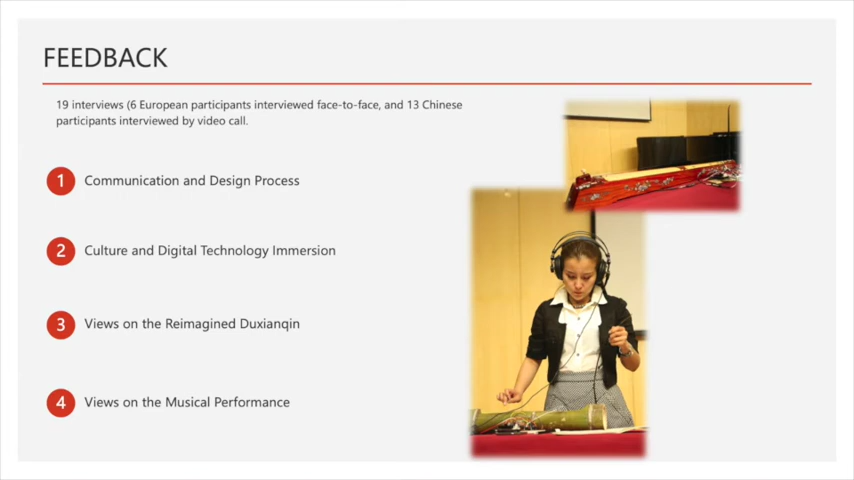 FEEDBACK
19 interviews (6 European participants interviewed face-to-face, and 13 Chinese
participants interviewed by video call.
1 Communication and Design Process
2 Culture and Digital Technology Immersion
3 Views on the Reimagined Duxianqin
4 Views on the Musical Performance